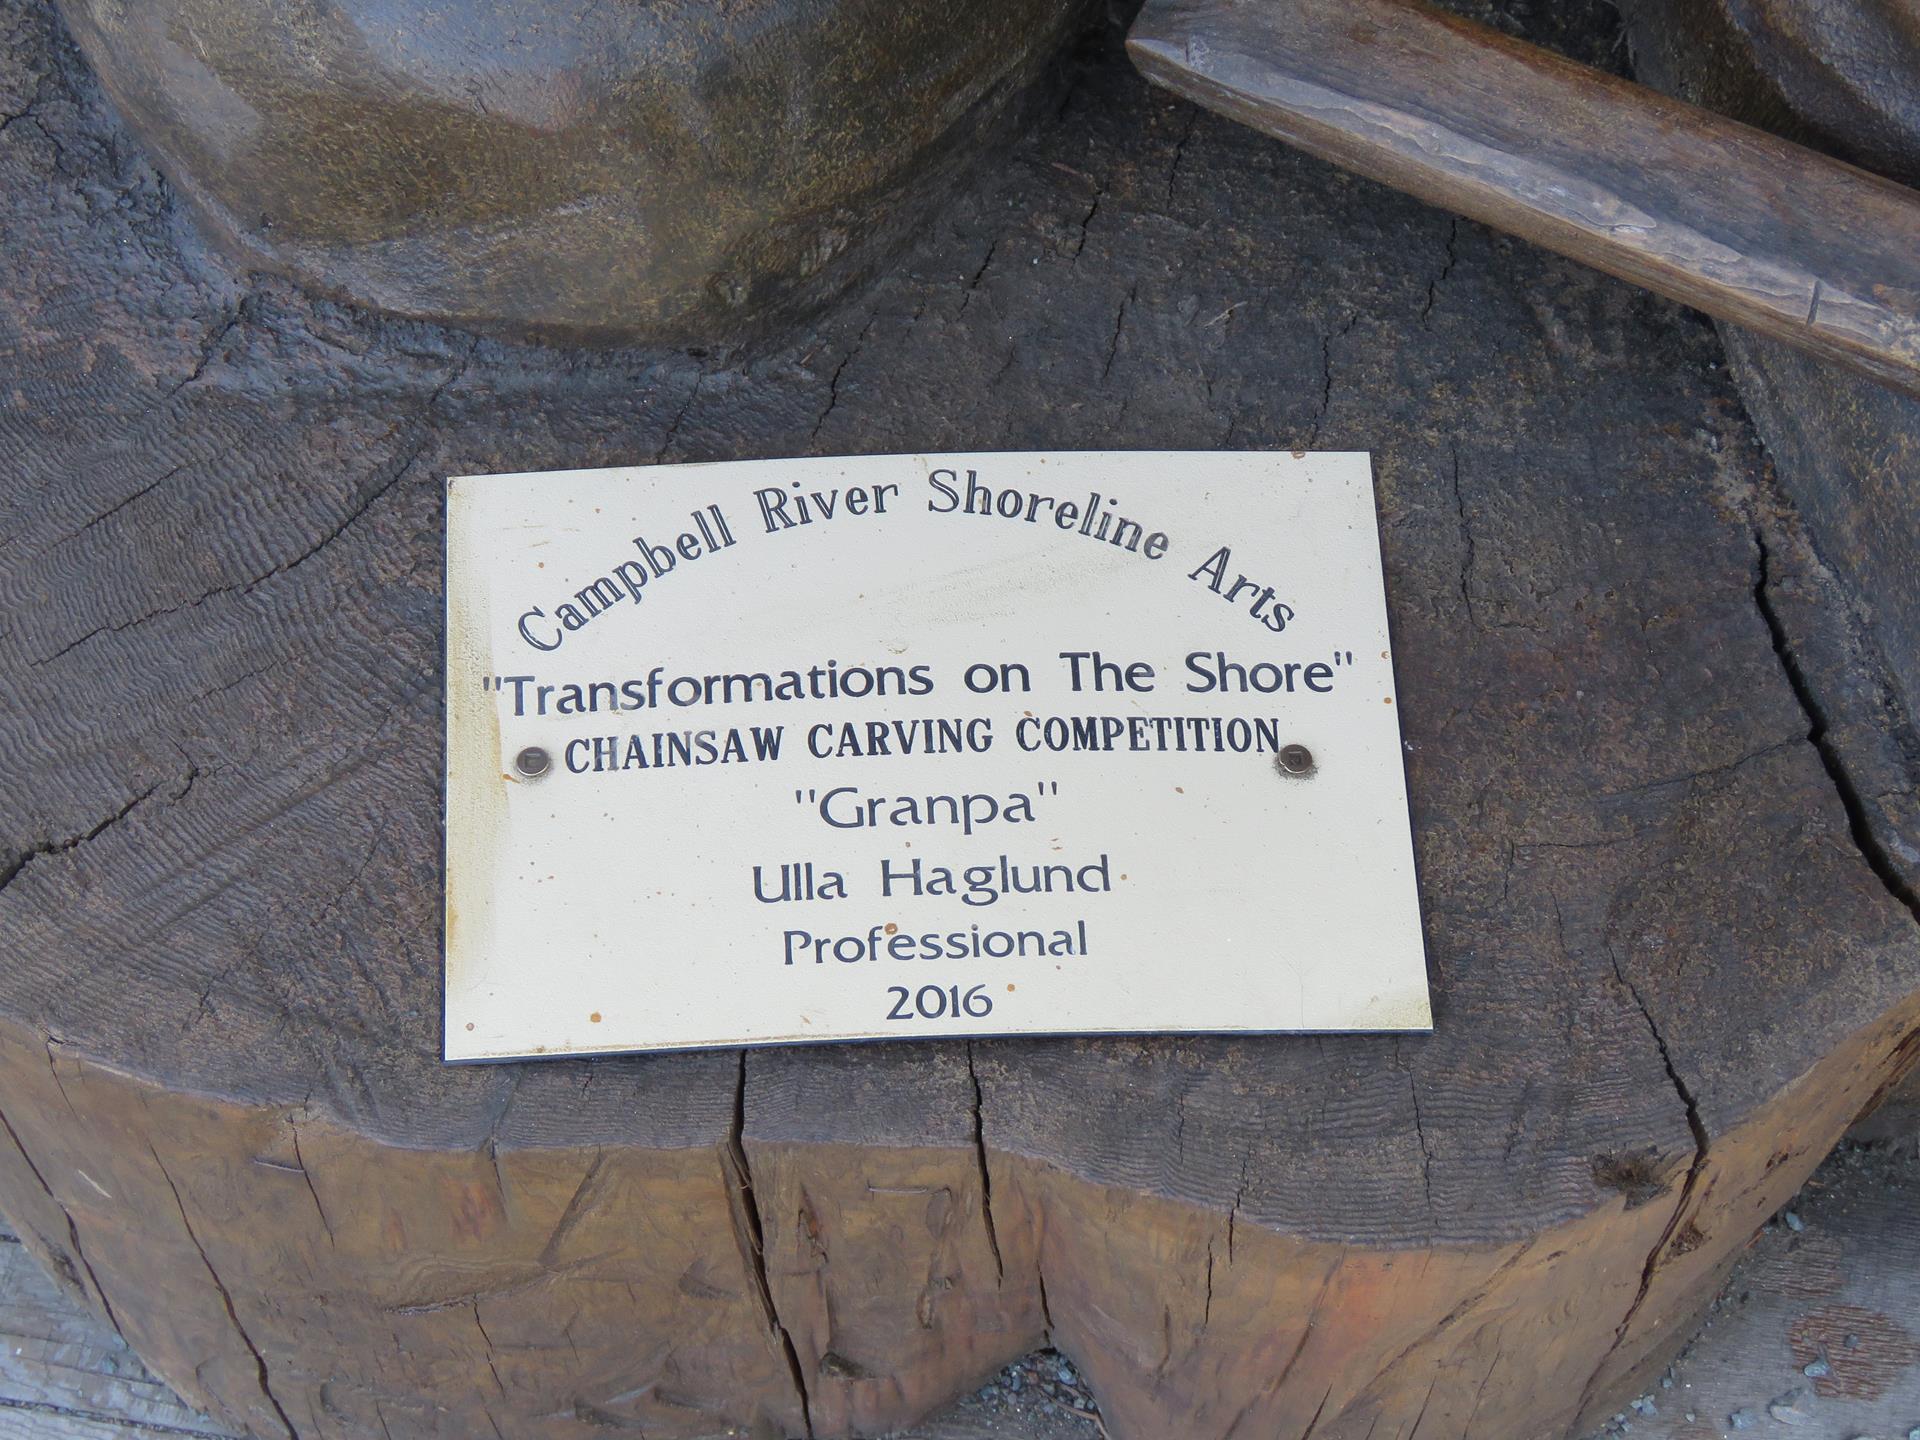 Campbell River Shoreline Arts
"Transformations on The Shore"
CHAINSAW CARVING COMPETITION
"Granpa"
Ulla Haglund
Professional
2016